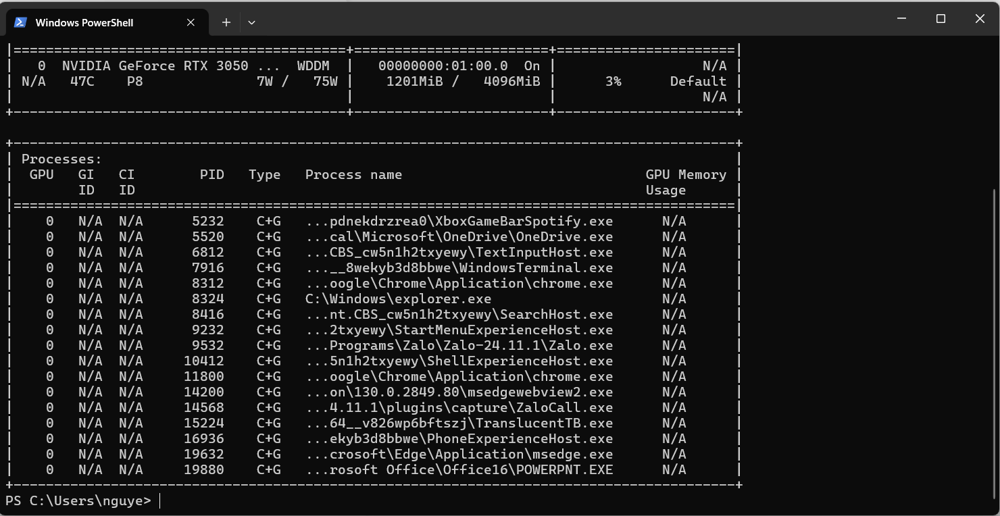 Windows PowerShell
|=========================================+========================+======================|
|   0  NVIDIA GeForce RTX 3050 ...  WDDM  |   00000000:01:00.0  On |                  N/A |
| N/A   47C    P8              7W /   75W |    1201MiB /   4096MiB |      3%      Default |
|                                         |                        |                  N/A |
+-----------------------------------------+------------------------+----------------------+
+-----------------------------------------------------------------------------------------+
| Processes:                                                                              |
|  GPU   GI   CI              PID   Type   Process name                        GPU Memory |
|        ID   ID                                                               Usage      |
|=========================================================================================|
|    0   N/A  N/A      5232    C+G   ...pdnekdrzrea0\XboxGameBarSpotify.exe      N/A      |
|    0   N/A  N/A      5520    C+G   ...cal\Microsoft\OneDrive\OneDrive.exe      N/A      |
|    0   N/A  N/A      6812    C+G   ...CBS_cw5n1h2txyewy\TextInputHost.exe      N/A      |
|    0   N/A  N/A      7916    C+G   ...__8wekyb3d8bbwe\WindowsTerminal.exe      N/A      |
|    0   N/A  N/A      8312    C+G   ...oogle\Chrome\Application\chrome.exe      N/A      |
|    0   N/A  N/A      8324    C+G   C:\Windows\explorer.exe                     N/A      |
|    0   N/A  N/A      8416    C+G   ...nt.CBS_cw5n1h2txyewy\SearchHost.exe      N/A      |
|    0   N/A  N/A      9232    C+G   ...2txyewy\StartMenuExperienceHost.exe      N/A      |
|    0   N/A  N/A      9532    C+G   ...Programs\Zalo\Zalo-24.11.1\Zalo.exe      N/A      |
|    0   N/A  N/A     10412    C+G   ...5n1h2txyewy\ShellExperienceHost.exe      N/A      |
|    0   N/A  N/A     11800    C+G   ...oogle\Chrome\Application\chrome.exe      N/A      |
|    0   N/A  N/A     14200    C+G   ...on\130.0.2849.80\msedgewebview2.exe      N/A      |
|    0   N/A  N/A     14568    C+G   ...4.11.1\plugins\capture\ZaloCall.exe      N/A      |
|    0   N/A  N/A     15224    C+G   ...64__v826wp6bftszj\TranslucentTB.exe      N/A      |
|    0   N/A  N/A     16936    C+G   ...ekyb3d8bbwe\PhoneExperienceHost.exe      N/A      |
|    0   N/A  N/A     19632    C+G   ...crosoft\Edge\Application\msedge.exe      N/A      |
|    0   N/A  N/A     19880    C+G   ...rosoft Office\Office16\POWERPNT.EXE      N/A      |
+-----------------------------------------------------------------------------------------+
PS C:\Users\nguye>